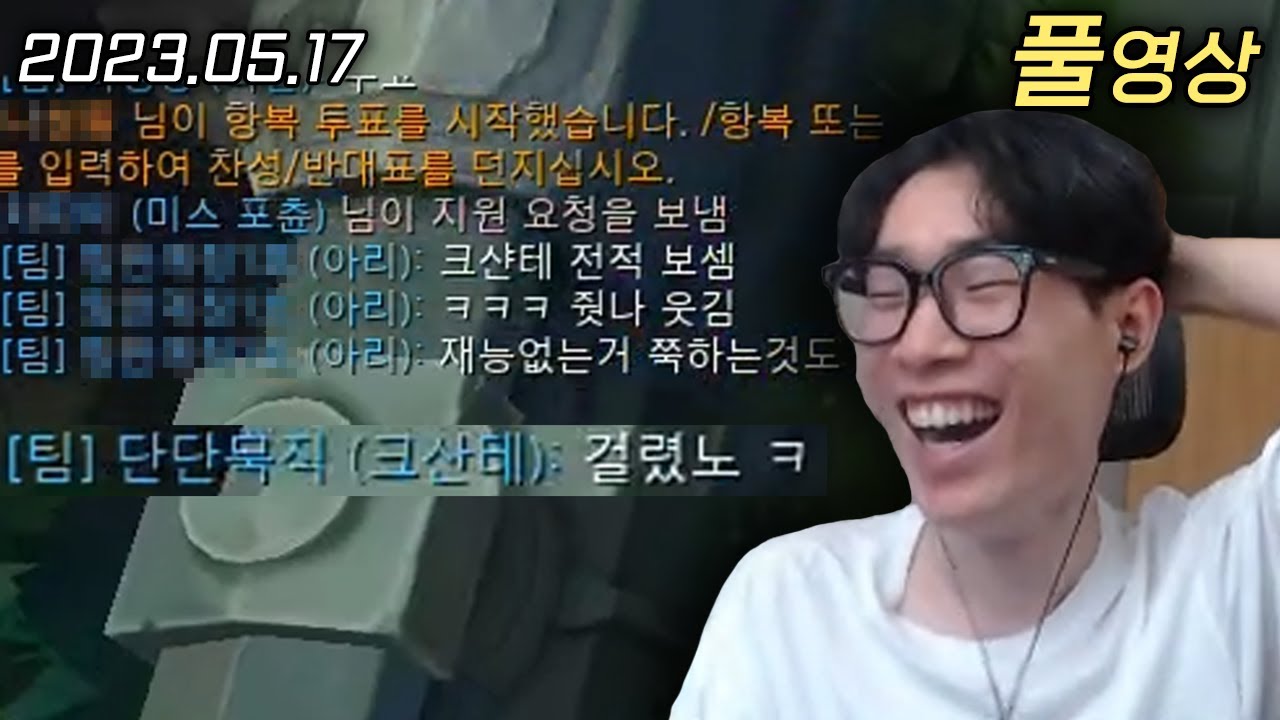 2023.05.17
풀영상
님이 항복 투표를 시작했습니다. /항복 또는
를 입력하여 찬성/반대표를 던지십시오.
(미스 포츈) 님이 지원 요청을 보냄
[팀] (아리): 크샨테 전적 보셈
[팀] (아리): ㅋㅋㅋ 줫나 웃김
[팀] (아리): 재능없는거 쭉하는것도
[팀] 단단묵직 (크산테): 걸렸노 ㅋ